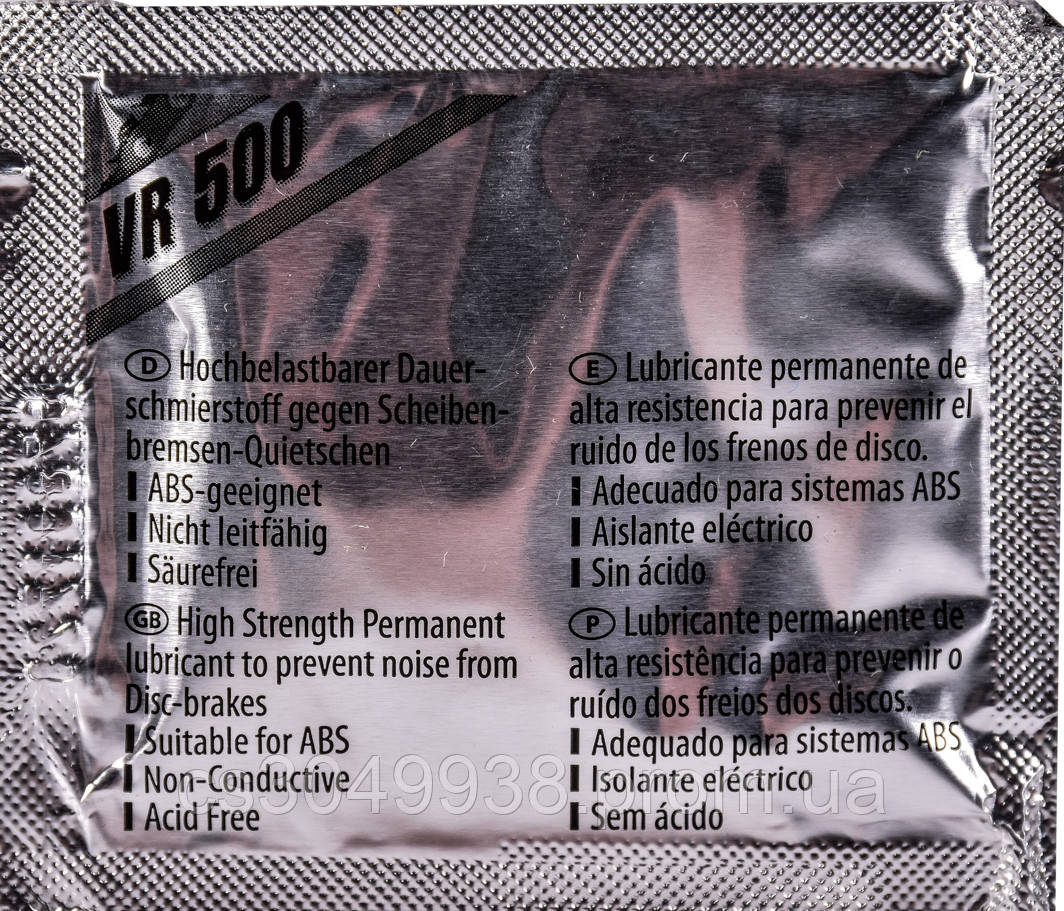 VR 500
D Hochbelastbarer Dauer-
schmierstoff gegen Scheiben-
bremsen-Quietschen
ABS-geeignet
Nicht leitfähig
Säurefrei
GB High Strength Permanent
lubricant to prevent noise from
Disc-brakes
Suitable for ABS
Non-Conductive
Acid Free
E Lubricante permanente de
alta resistencia para prevenir el
ruido de los frenos de disco.
Adecuado para sistemas ABS
Aislante eléctrico
Sin ácido
P Lubricante permanente de
alta resistência para prevenir o
ruído dos freios dos discos.
Adequado para sistemas ABS
Isolante eléctrico
Sem ácido
cs3049938.prom.ua